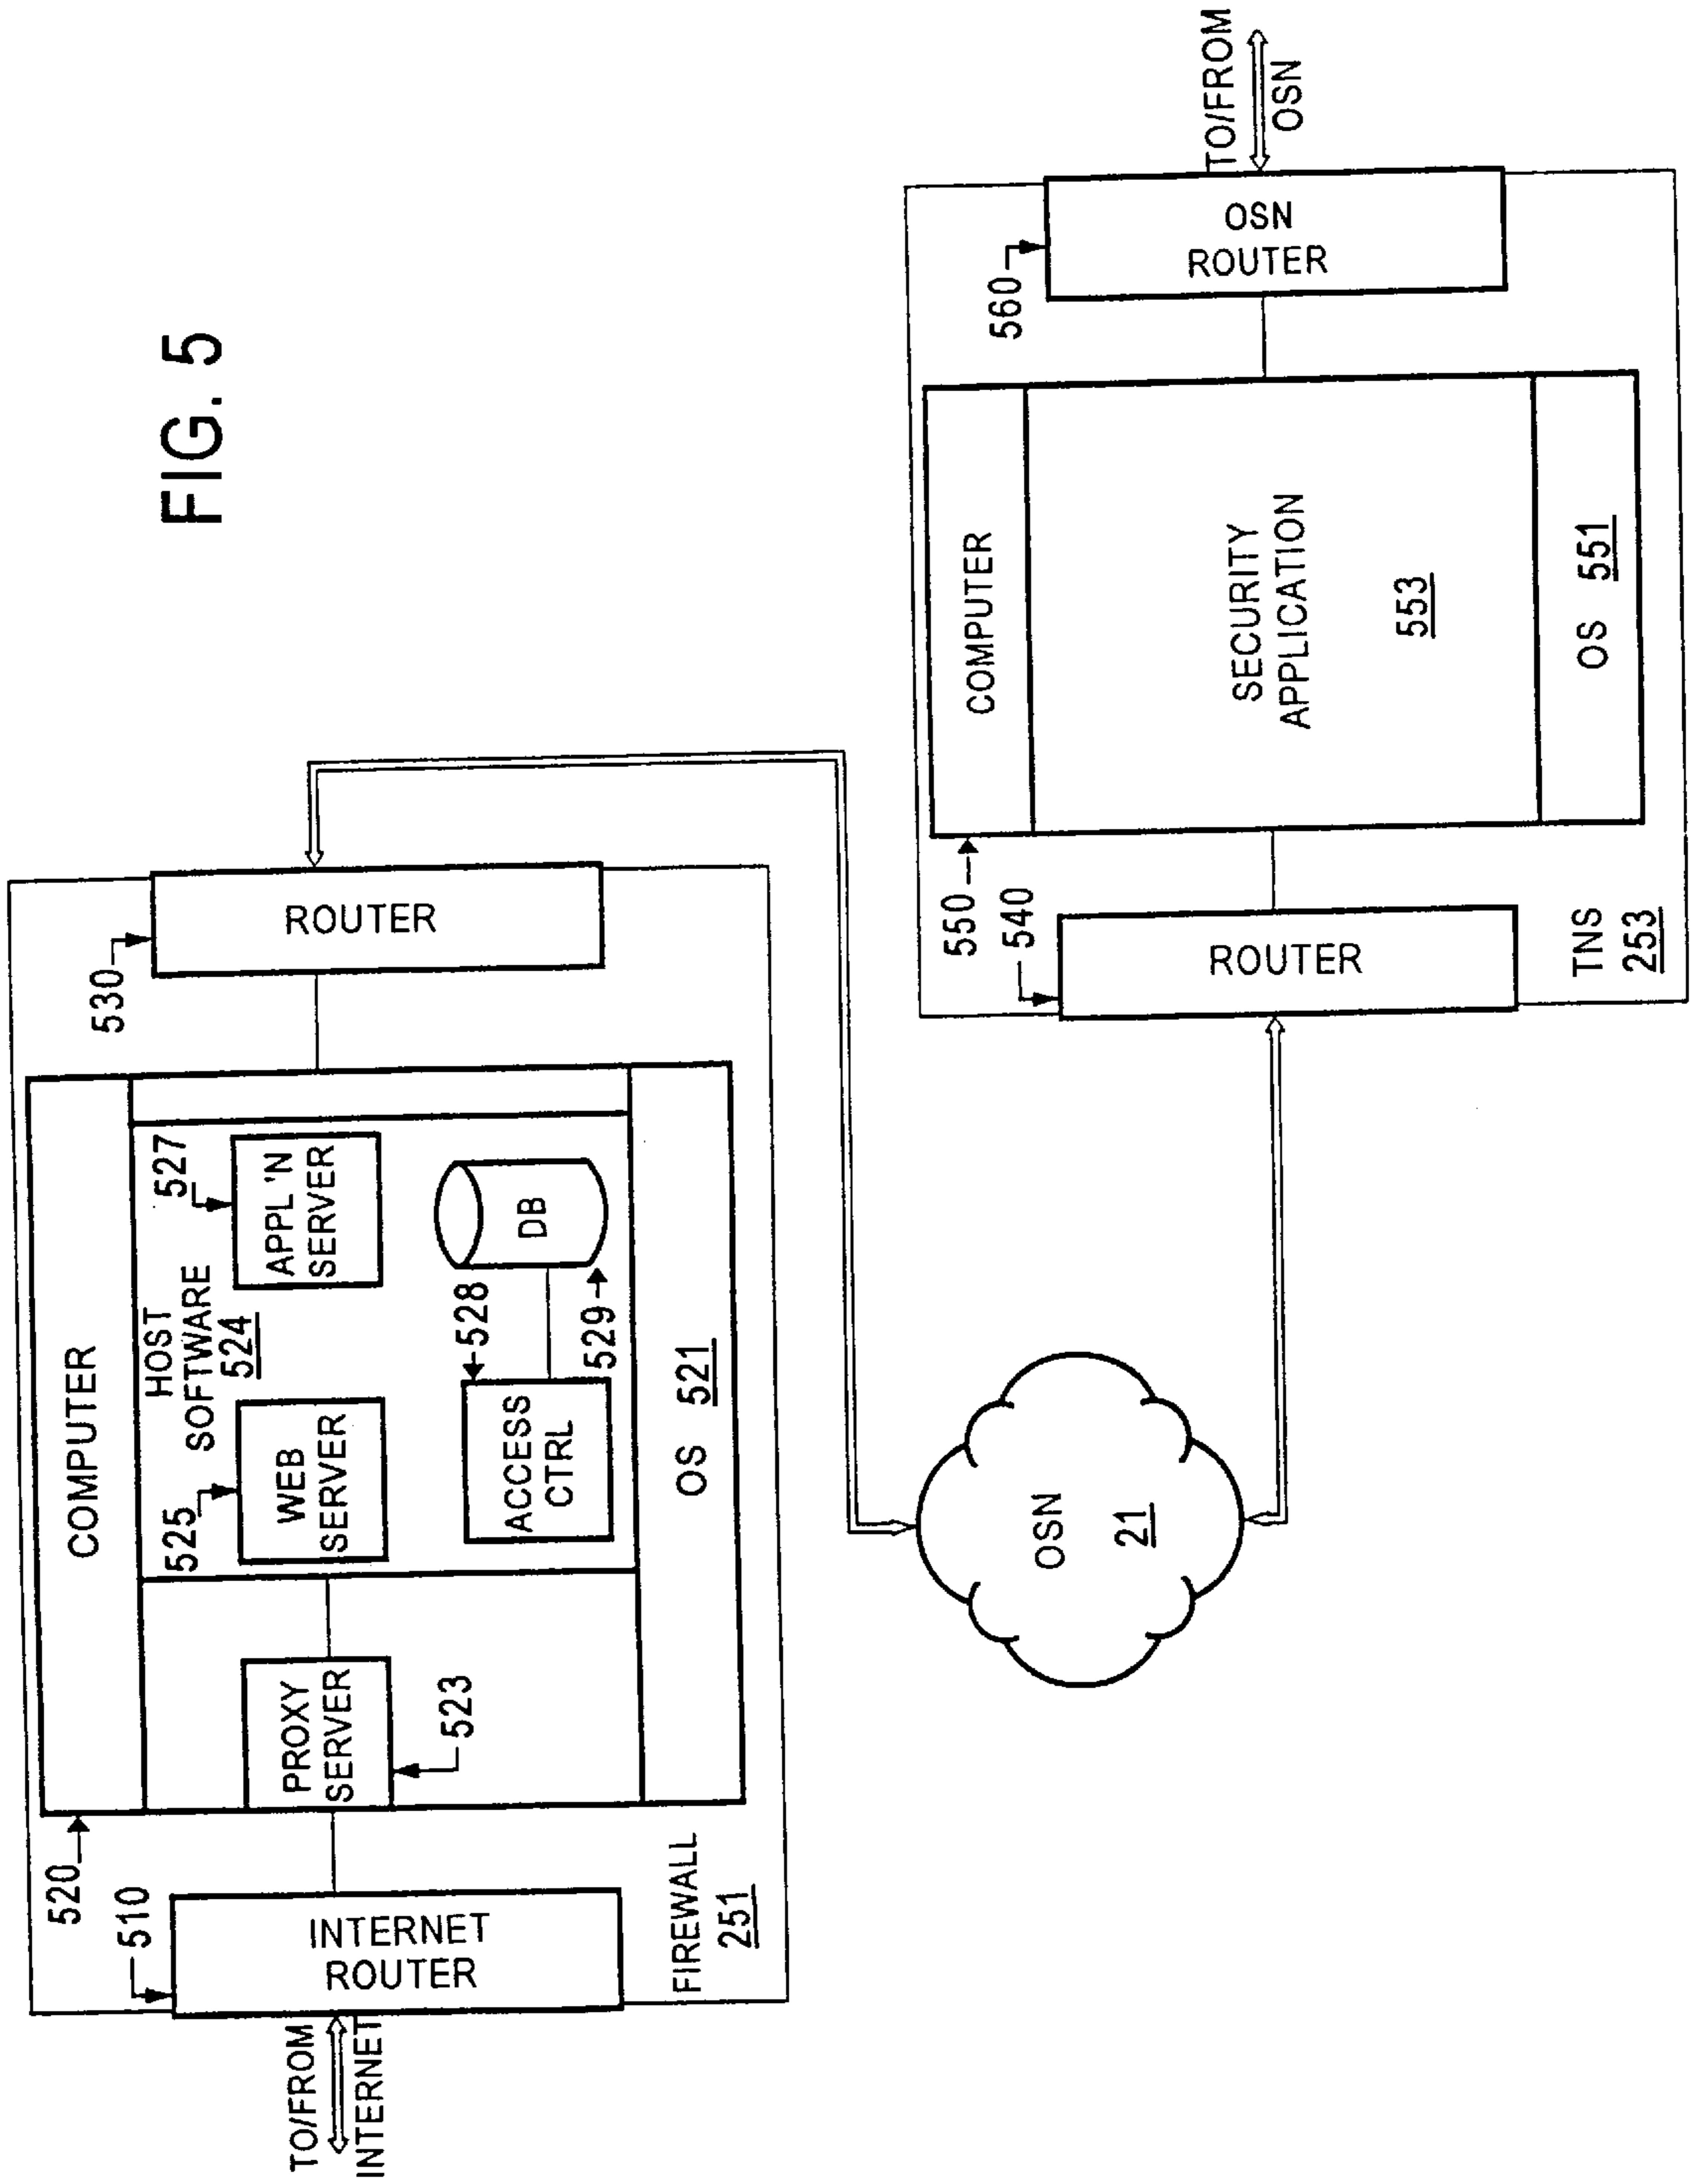 FIG. 5
520
COMPUTER
510
INTERNET
ROUTER
TO/FROM
INTERNET
FIREWALL
251
PROXY
SERVER
523
HOST
SOFTWARE
524
525
WEB
SERVER
527
APPL'N
SERVER
ACCESS
CTRL
528
DB
529
OS 521
530
ROUTER
OSN
21
540
ROUTER
TNS
253
550
COMPUTER
SECURITY
APPLICATION
553
OS 551
560
OSN
ROUTER
TO/FROM
OSN